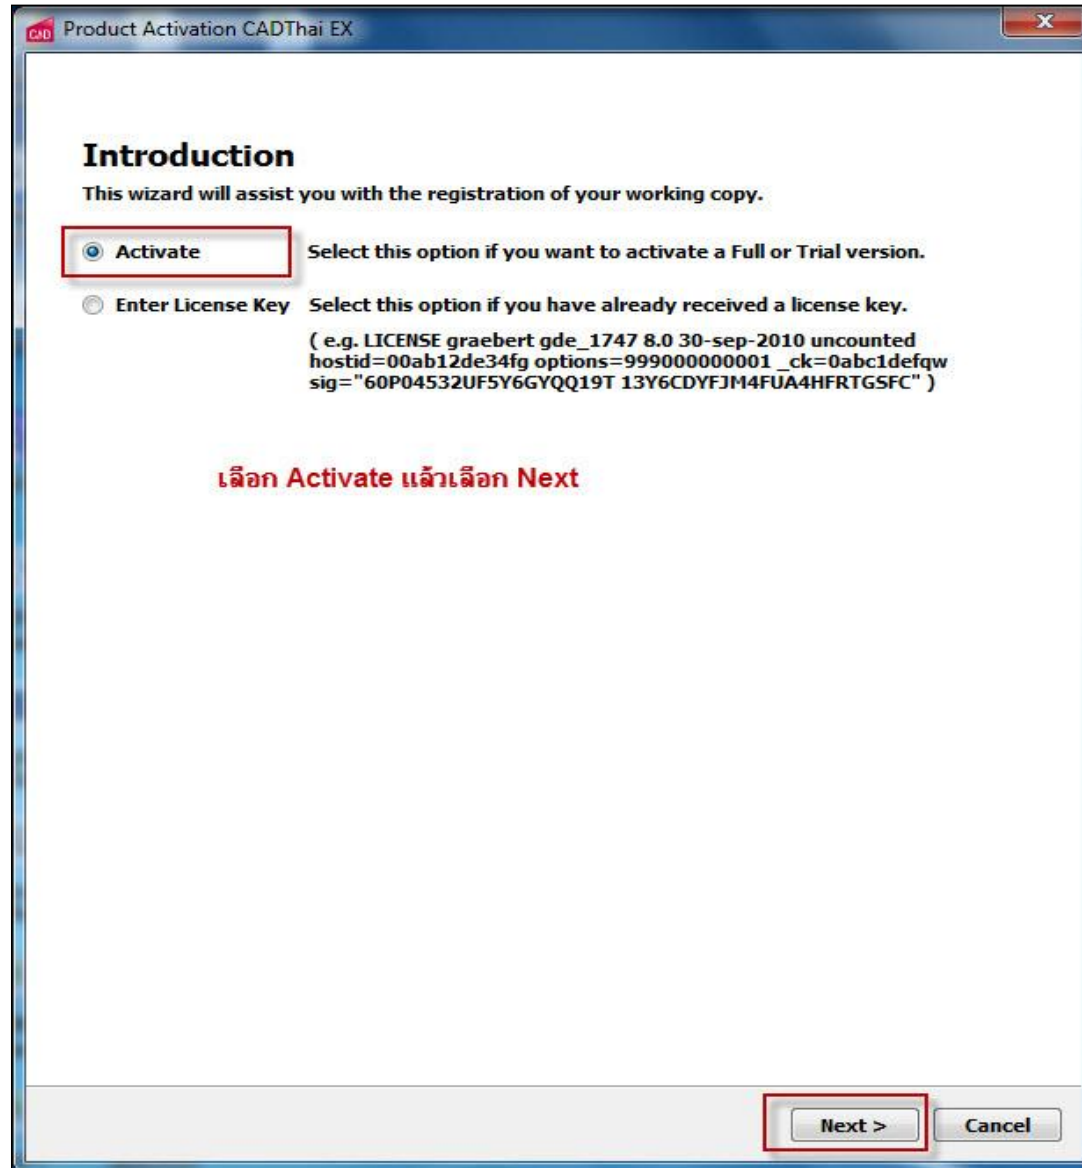 CAD Product Activation CADThai EX
Introduction
This wizard will assist you with the registration of your working copy.
Activate Select this option if you want to activate a Full or Trial version.
Enter License Key Select this option if you have already received a license key.
( e.g. LICENSE graebert gde_1747 8.0 30-sep-2010 uncounted
hostid=00ab12de34fg options=999000000001 _ck=0abc1defqw
sig="60P04532UF5Y6GYQQ19T 13Y6CDYFJM4FUA4HFRTGSFC" )
เลือก Activate แล้วเลือก Next
Next > Cancel